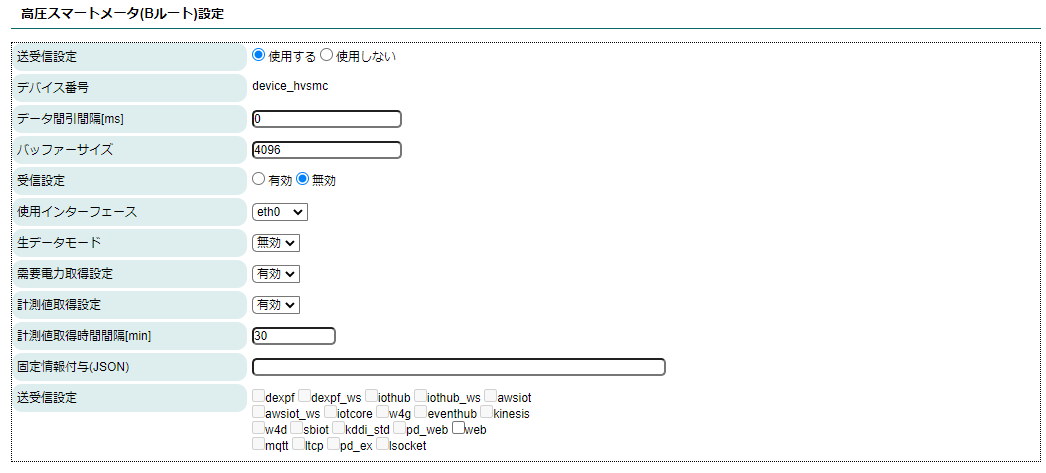 高圧スマートメータ(Bルート)設定
送受信設定 使用する 使用しない
デバイス番号 device_hvsmc
データ間引間隔[ms] 0
バッファーサイズ 4096
受信設定 有効 無効
使用インターフェース eth0
生データモード 無効
需要電力取得設定 有効
計測値取得設定 有効
計測値取得時間間隔[min] 30
固定情報付与(JSON)
送受信設定 dexpf dexpf_ws iothub iothub_ws awsiot
awsiot_ws iotcore w4g eventhub kinesis
w4d sbiot kddi_std pd_web web
mqtt ltcp pd_ex lsocket